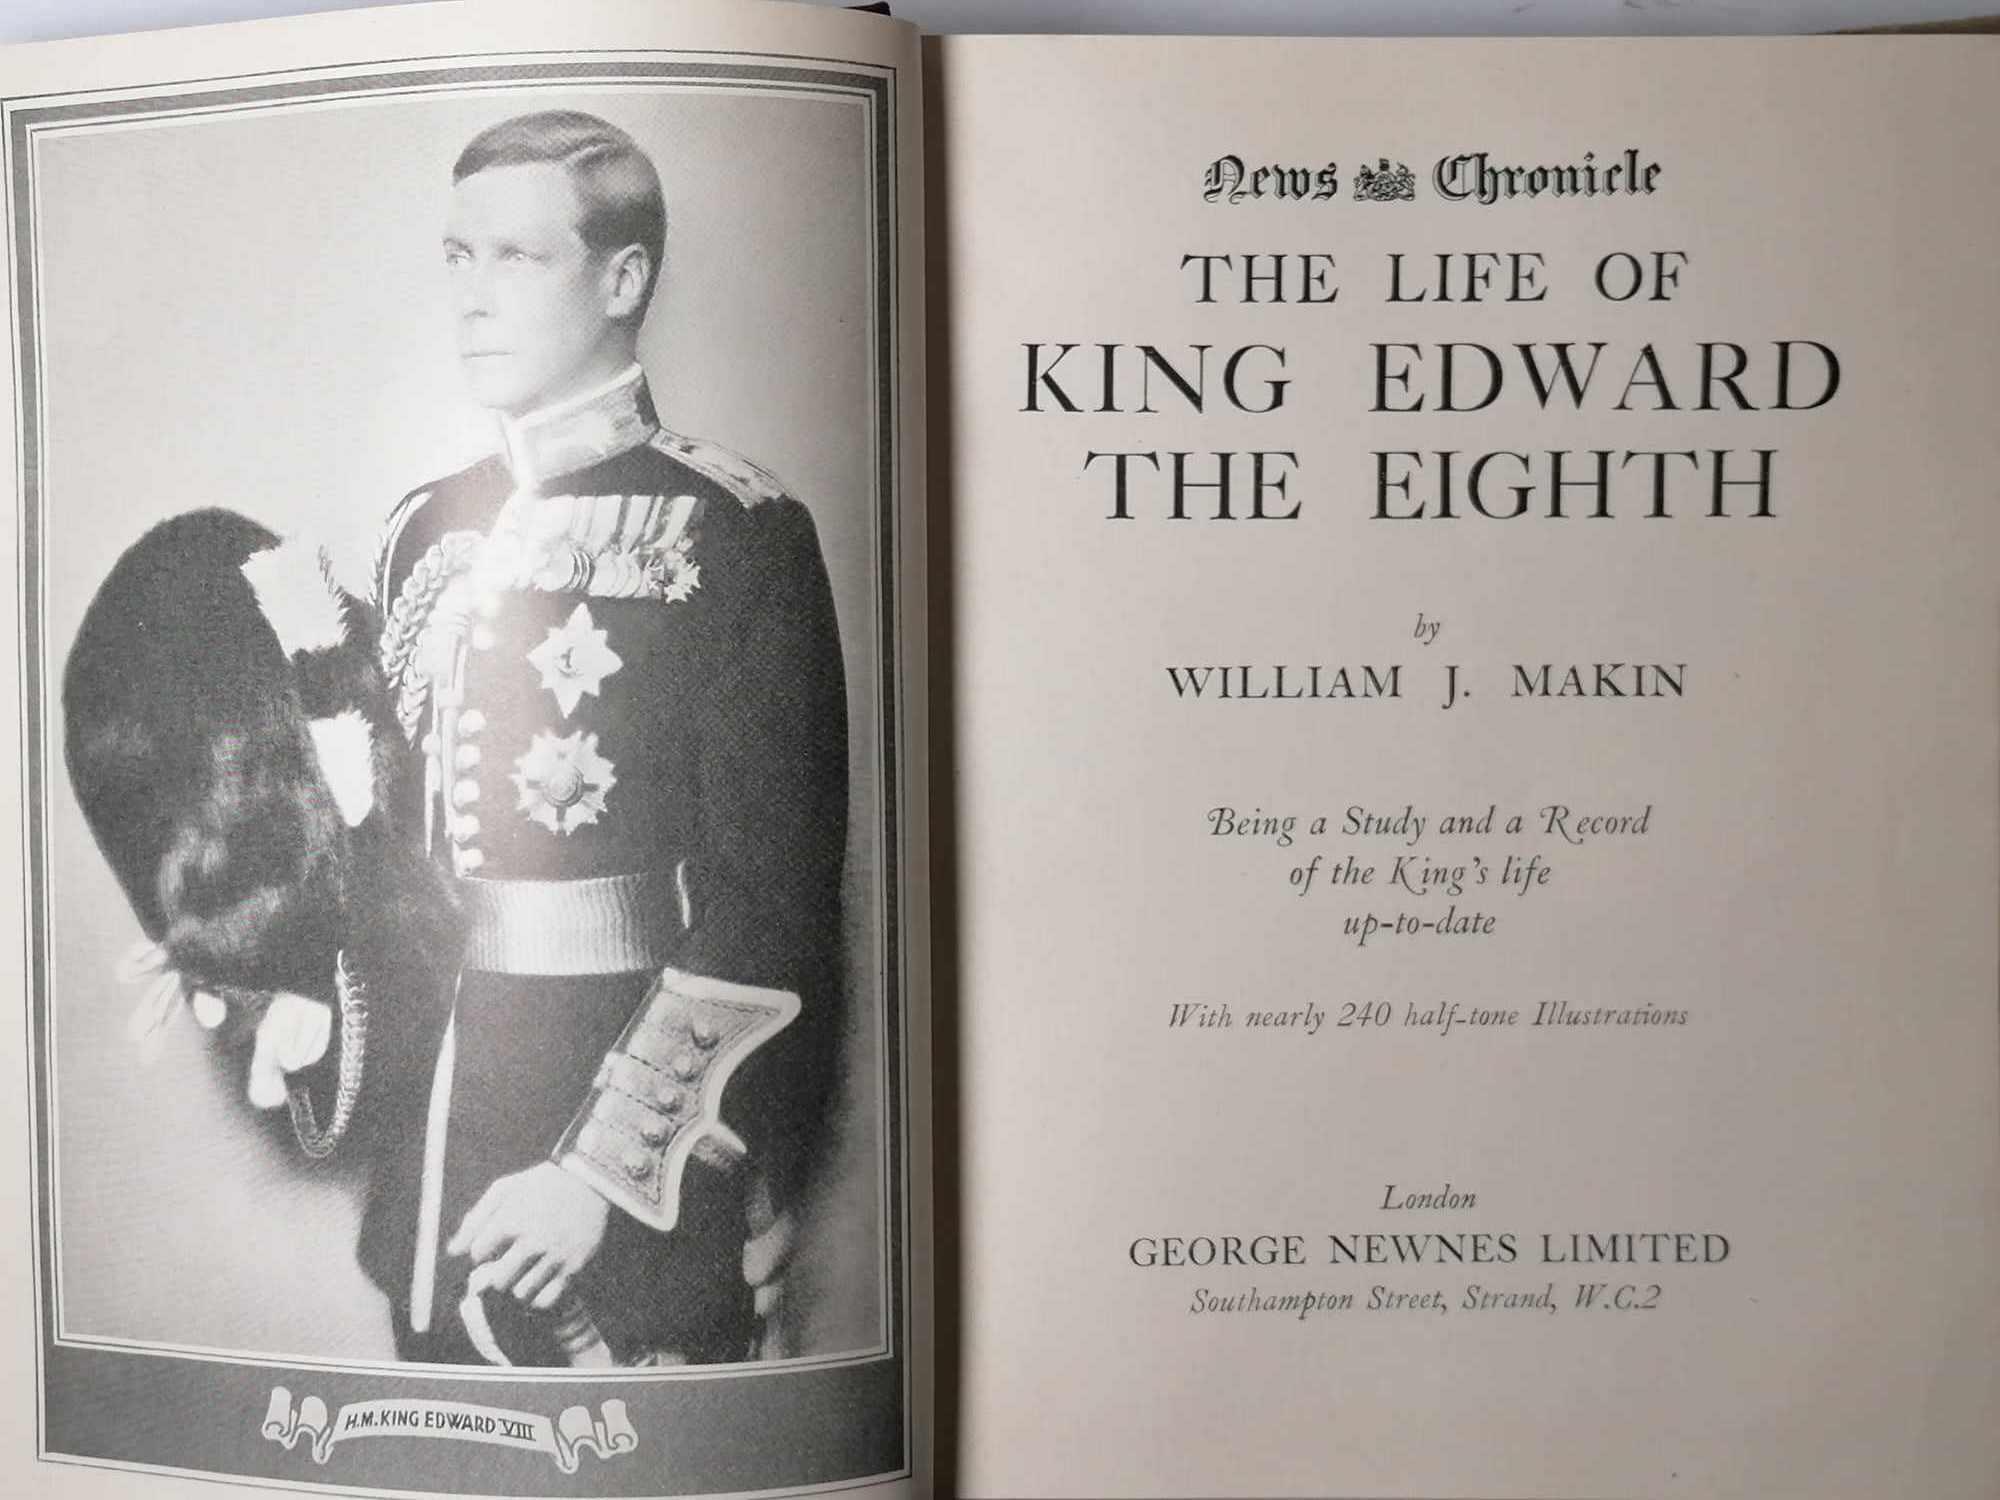 H.M. KING EDWARD VIII
News Chronicle
THE LIFE OF
KING EDWARD
THE EIGHTH
by
WILLIAM J. MAKIN
Being a Study and a Record
of the King's life
up-to-date
With nearly 240 half-tone Illustrations
London
GEORGE NEWNES LIMITED
Southampton Street, Strand, W.C.2